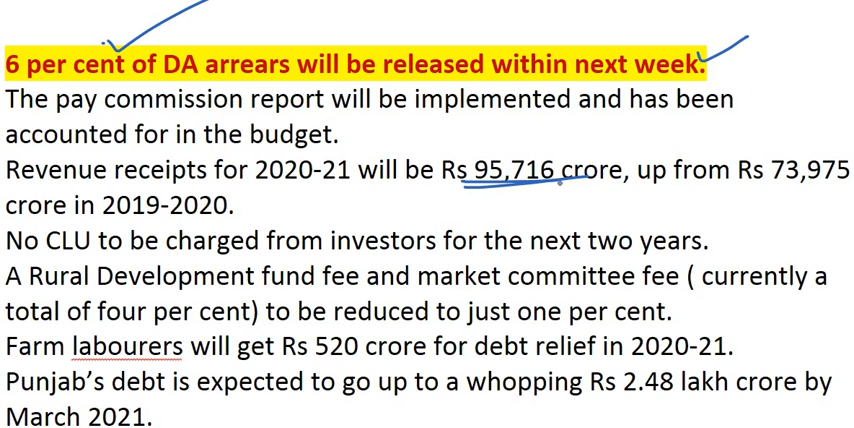 6 per cent of DA arrears will be released within next week.
The pay commission report will be implemented and has been
accounted for in the budget.
Revenue receipts for 2020-21 will be Rs 95,716 crore, up from Rs 73,975
crore in 2019-2020.
No CLU to be charged from investors for the next two years.
A Rural Development fund fee and market committee fee ( currently a
total of four per cent) to be reduced to just one per cent.
Farm labourers will get Rs 520 crore for debt relief in 2020-21.
Punjab’s debt is expected to go up to a whopping Rs 2.48 lakh crore by
March 2021.